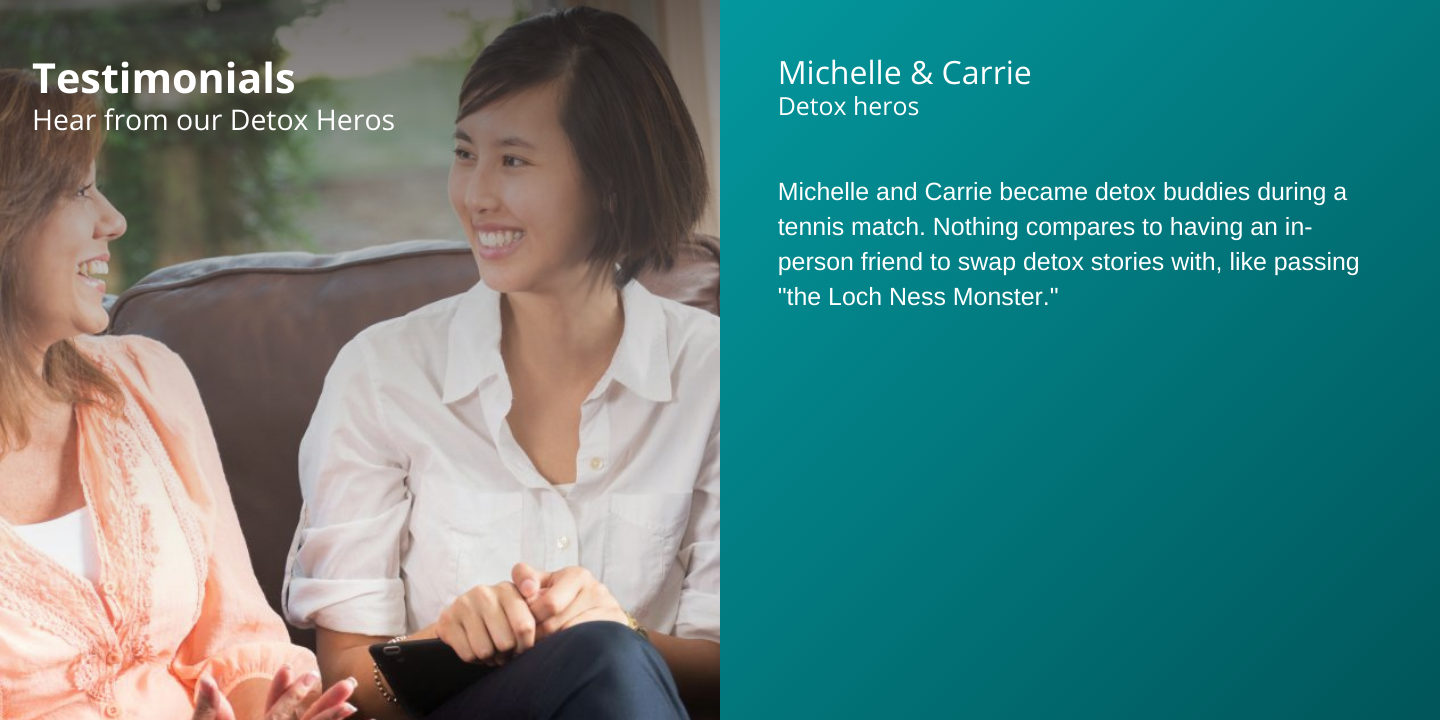 Testimonials
Hear from our Detox Heros
Michelle & Carrie
Detox heros
Michelle and Carrie became detox buddies during a
tennis match. Nothing compares to having an in-
person friend to swap detox stories with, like passing
"the Loch Ness Monster."